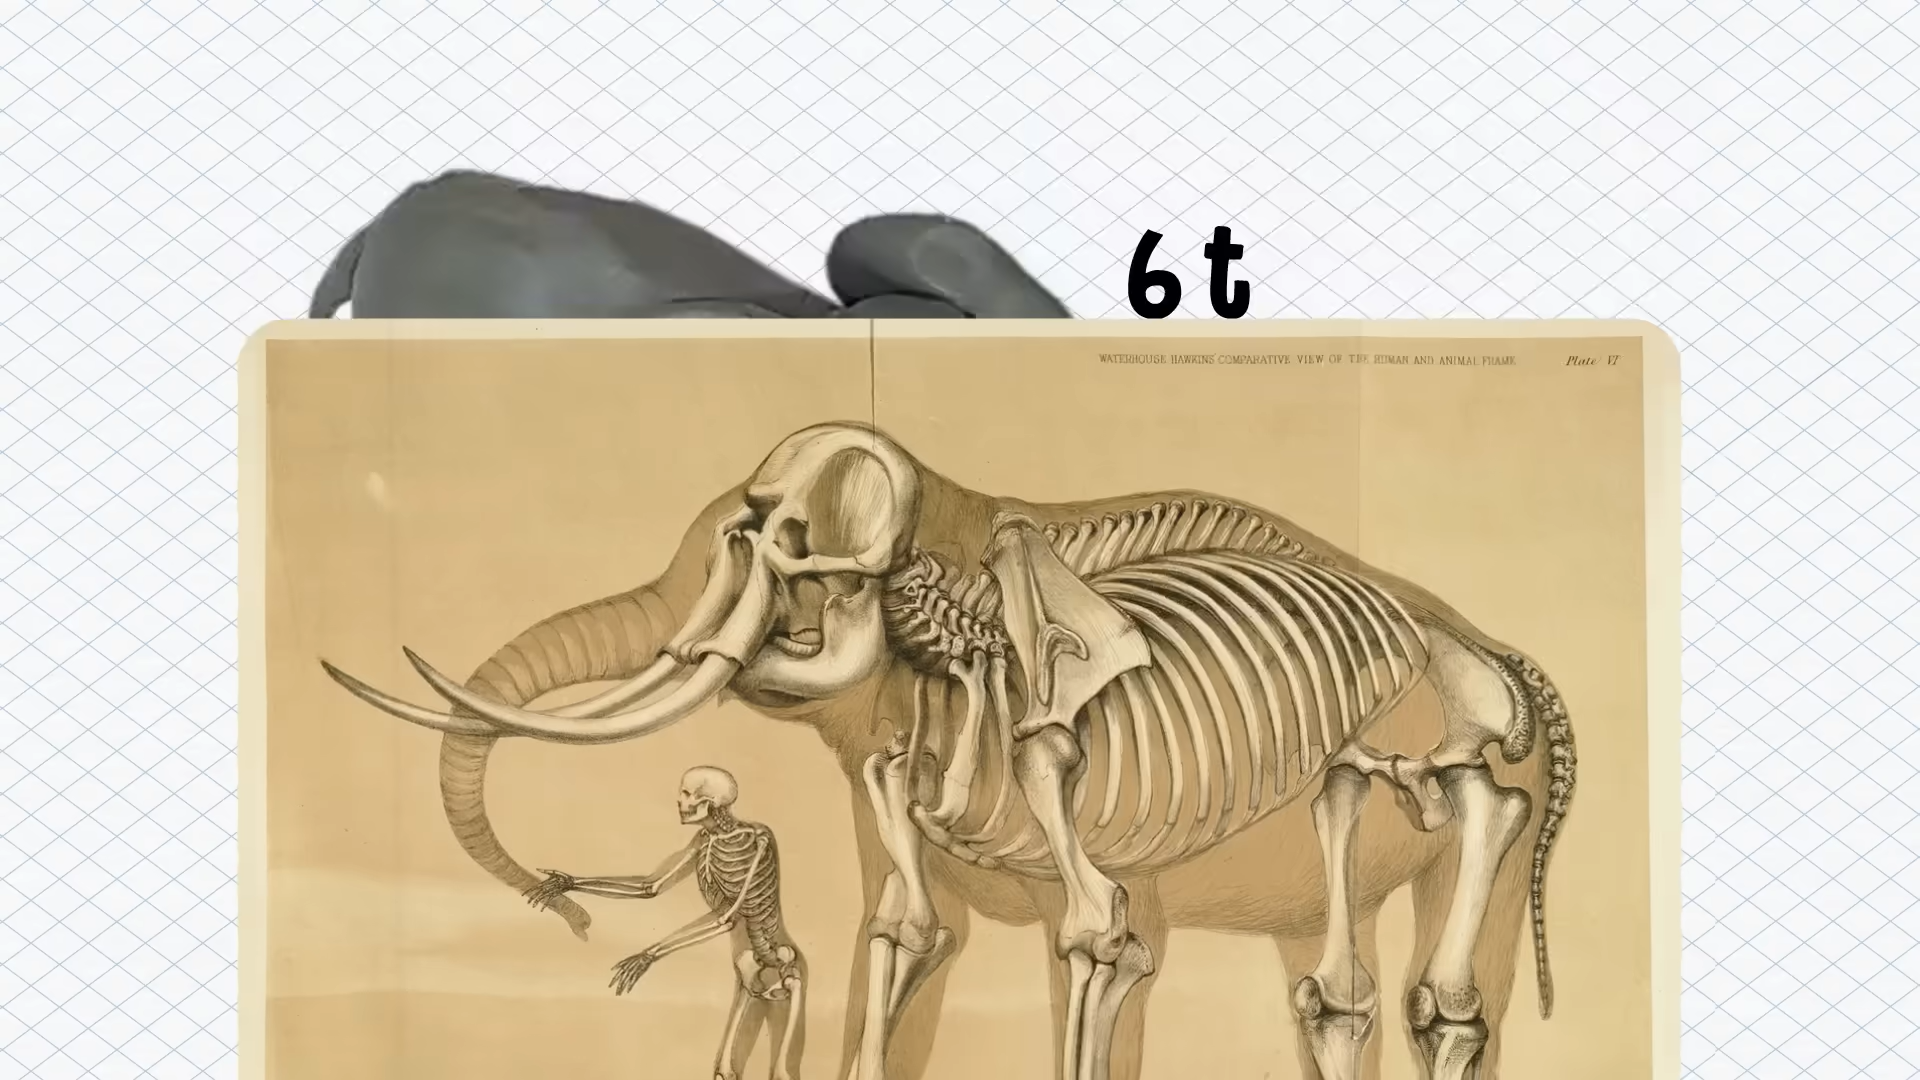 6 t
WATERHOUSE HAWKINS' COMPARATIVE VIEW OF THE HUMAN AND ANIMAL FRAME
Plate VI